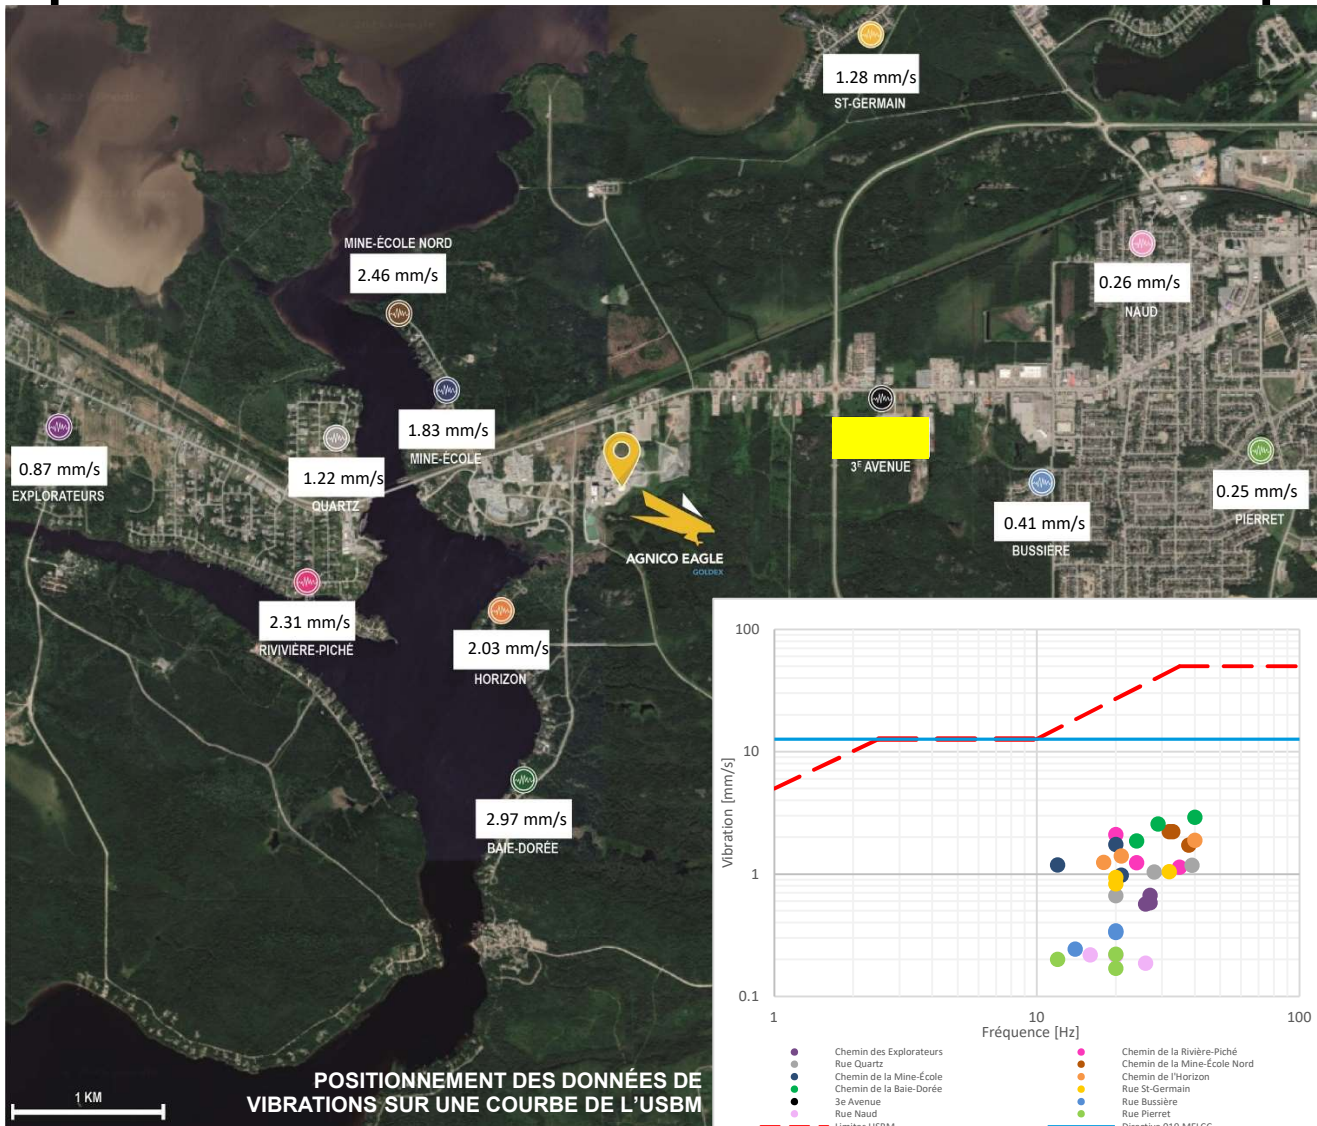 1.28 mm/s
ST-GERMAIN
MINE-ÉCOLE NORD
2.46 mm/s
0.26 mm/s
NAUD
1.83 mm/s
MINE-ÉCOLE
0.87 mm/s
EXPLORATEURS
1.22 mm/s
QUARTZ
3E AVENUE
0.25 mm/s
PIERRET
0.41 mm/s
BUSSIÈRE
AGNICO EAGLE
GOLDEX
2.31 mm/s
RIVIVIÈRE-PICHÉ
2.03 mm/s
HORIZON
2.97 mm/s
BAIE-DORÉE
100
10
1
0.1
Vibration [mm/s]
1
10
100
Fréquence [Hz]
Chemin des Explorateurs
Chemin de la Rivière-Piché
Rue Quartz
Chemin de la Mine-École Nord
Chemin de la Mine-École
Chemin de l'Horizon
Chemin de la Baie-Dorée
Rue St-Germain
3e Avenue
Rue Bussière
Rue Naud
Rue Pierret
Limites USBM
Directive 019 MELCC
1 KM
POSITIONNEMENT DES DONNÉES DE
VIBRATIONS SUR UNE COURBE DE L'USBM